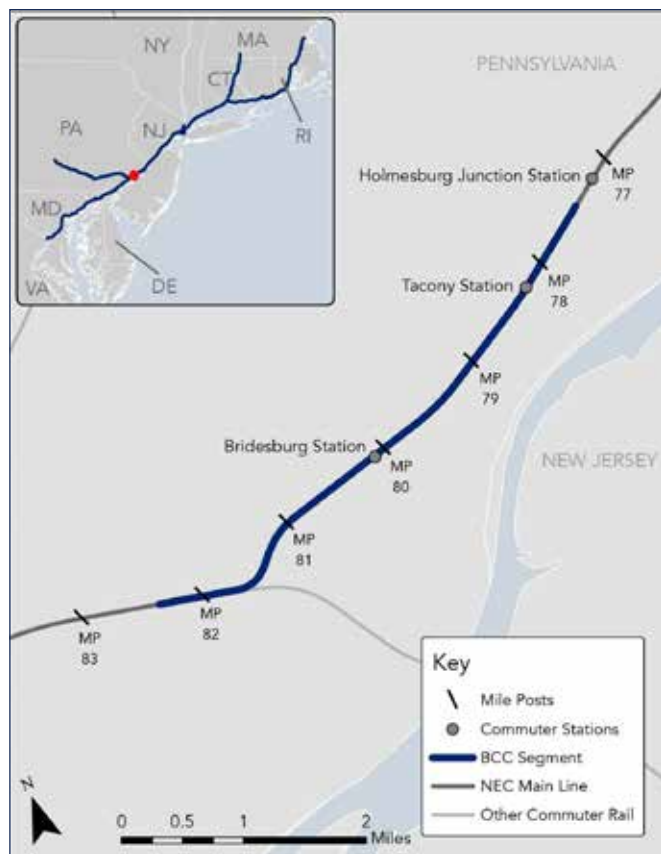 NY
MA
CT
PA
NJ
RI
MD
DE
VA
PENNSYLVANIA
Holmesburg Junction Station
MP
77
Tacony Station
MP
78
MP
79
Bridesburg Station
MP
80
NEW JERSEY
MP
81
MP
82
MP
83
Key
Mile Posts
Commuter Stations
BCC Segment
NEC Main Line
Other Commuter Rail
N
0 0.5 1 2
Miles